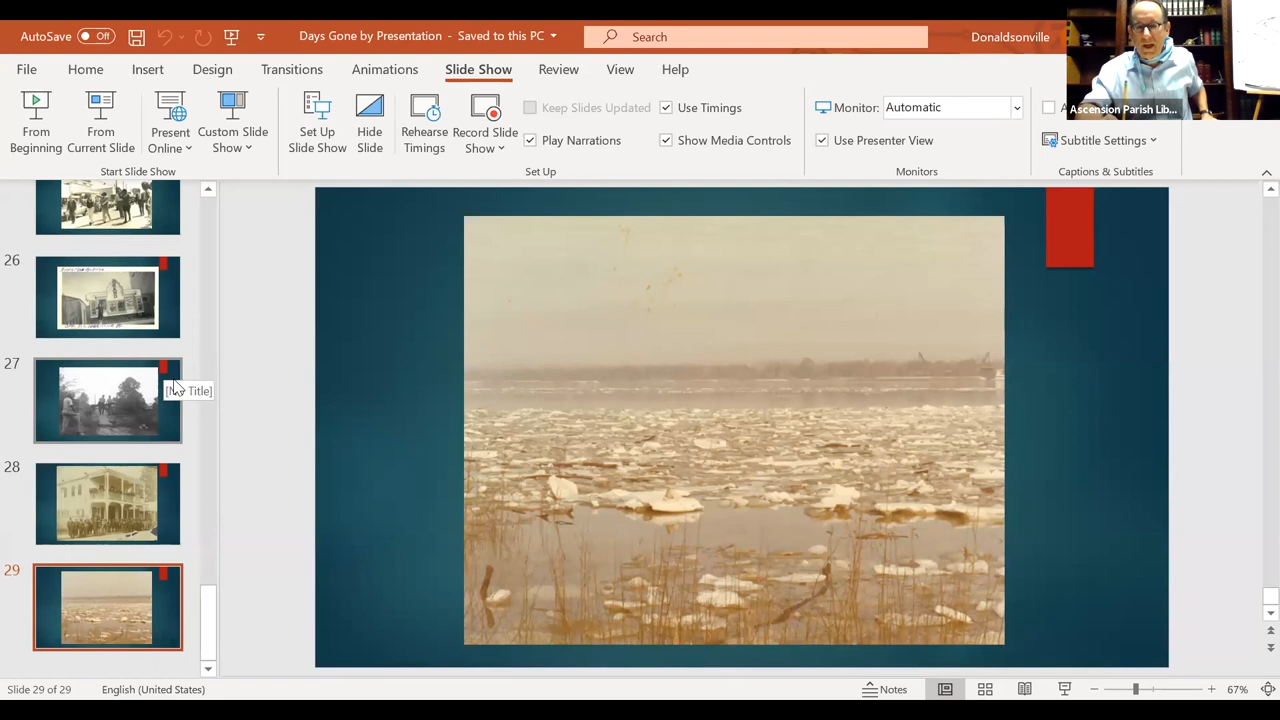 AutoSave Off Days Gone by Presentation - Saved to this PC Search Donaldsonville
File Home Insert Design Transitions Animations Slide Show Review View Help
Ascension Parish Lib...
From Beginning
From Current Slide
Present Online
Custom Slide Show
Set Up Slide Show
Hide Slide
Rehearse Timings
Record Slide Show
Keep Slides Updated
Play Narrations
Use Timings
Show Media Controls
Monitor: Automatic
Use Presenter View
Subtitle Settings
Start Slide Show
Set Up
Monitors
Captions & Subtitles
26
27
Title]
28
29
Slide 29 of 29 English (United States) Notes 67%